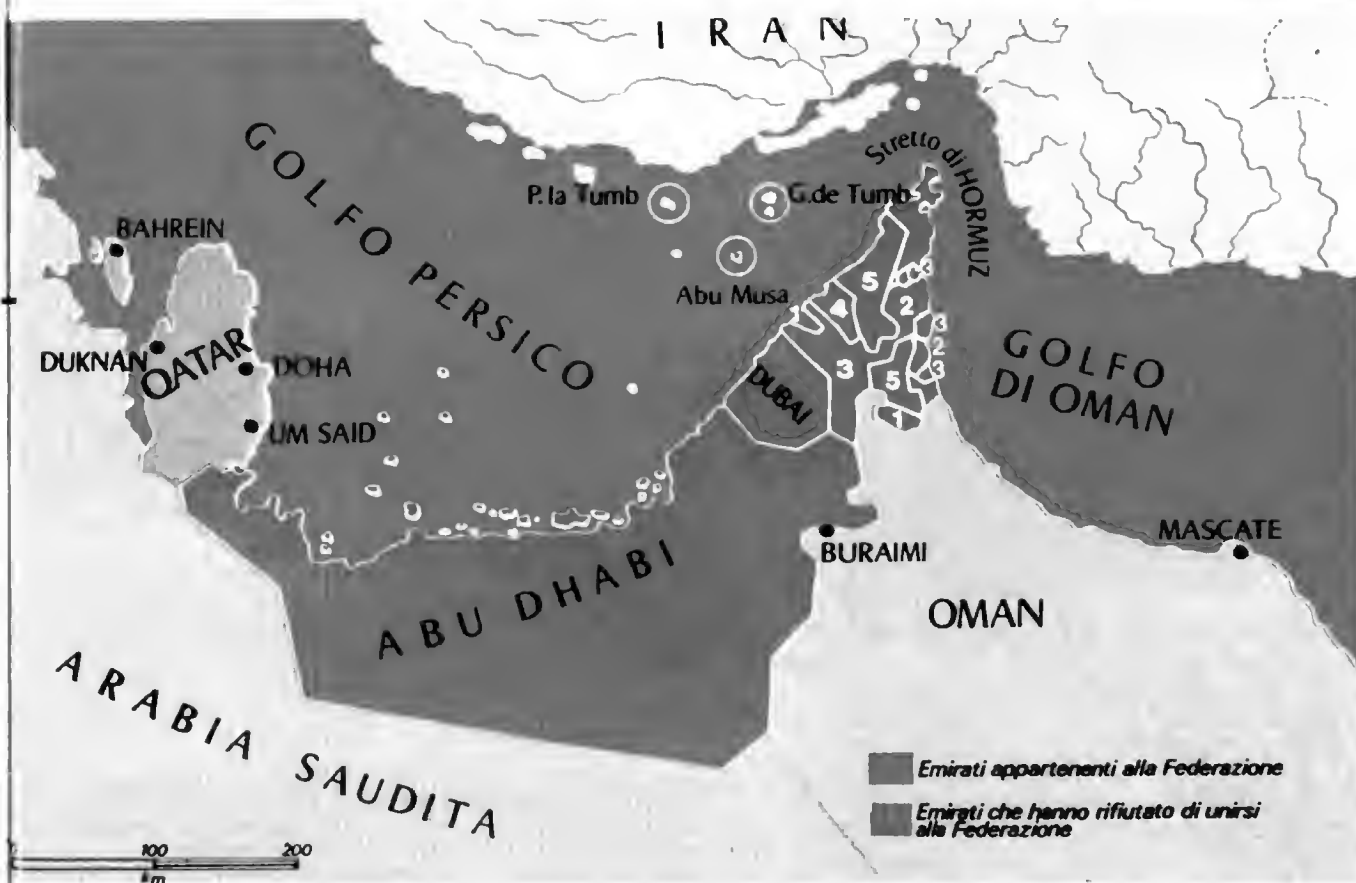 IRAN
GOLFO PERSICO
Stretto di HORMUZ
P. la Tumb
G. de Tumb
BAHREIN
Abu Musa
5
3
2
4
3
DUKNAN
QATAR
DOHA
3
2
3
5
DUBAI
GOLFO
DI OMAN
UM SAID
1
MASCATE
BURAIMI
ABU DHABI
OMAN
ARABIA SAUDITA
Emirati appartenenti alla Federazione
Emirati che hanno rifiutato di unirsi
alla Federazione
100
200